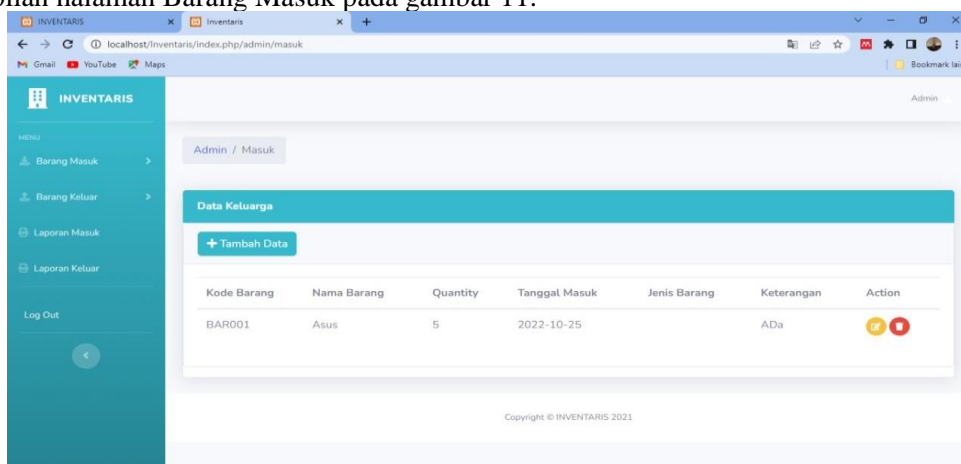 halaman Barang Masuk pada gambar 11.
INVENTARIS
Inventaris
localhost/Inventaris/index.php/admin/masuk
Gmail
YouTube
Maps
Bookmark lai
INVENTARIS
Admin
MENU
Admin / Masuk
Barang Masuk
Barang Keluar
Data Keluarga
Laporan Masuk
+ Tambah Data
Laporan Keluar
Kode Barang Nama Barang Quantity Tanggal Masuk Jenis Barang Keterangan Action
Log Out
BAR001 Asus 5 2022-10-25 ADa
Copyright © INVENTARIS 2021